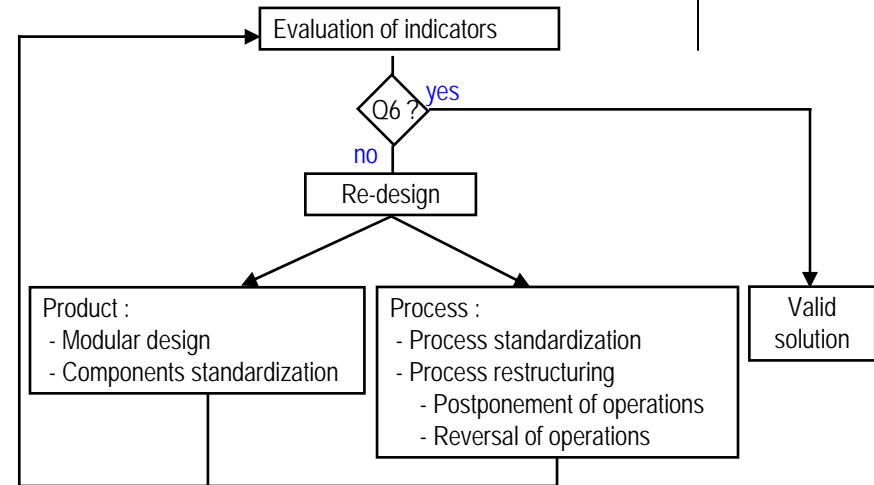 Evaluation of indicators
Q6 ?
yes
no
Re-design
Product :
- Modular design
- Components standardization
Process :
- Process standardization
- Process restructuring
- Postponement of operations
- Reversal of operations
Valid
solution